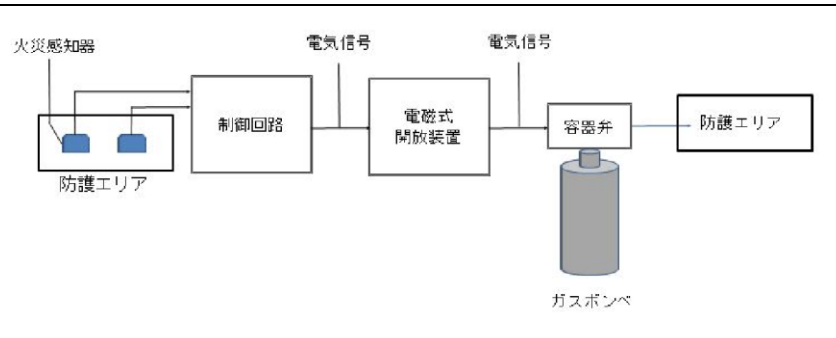 火災感知器
電気信号
電気信号
制御回路
電磁式
開放装置
容器弁
防護エリア
防護エリア
ガスボンベ